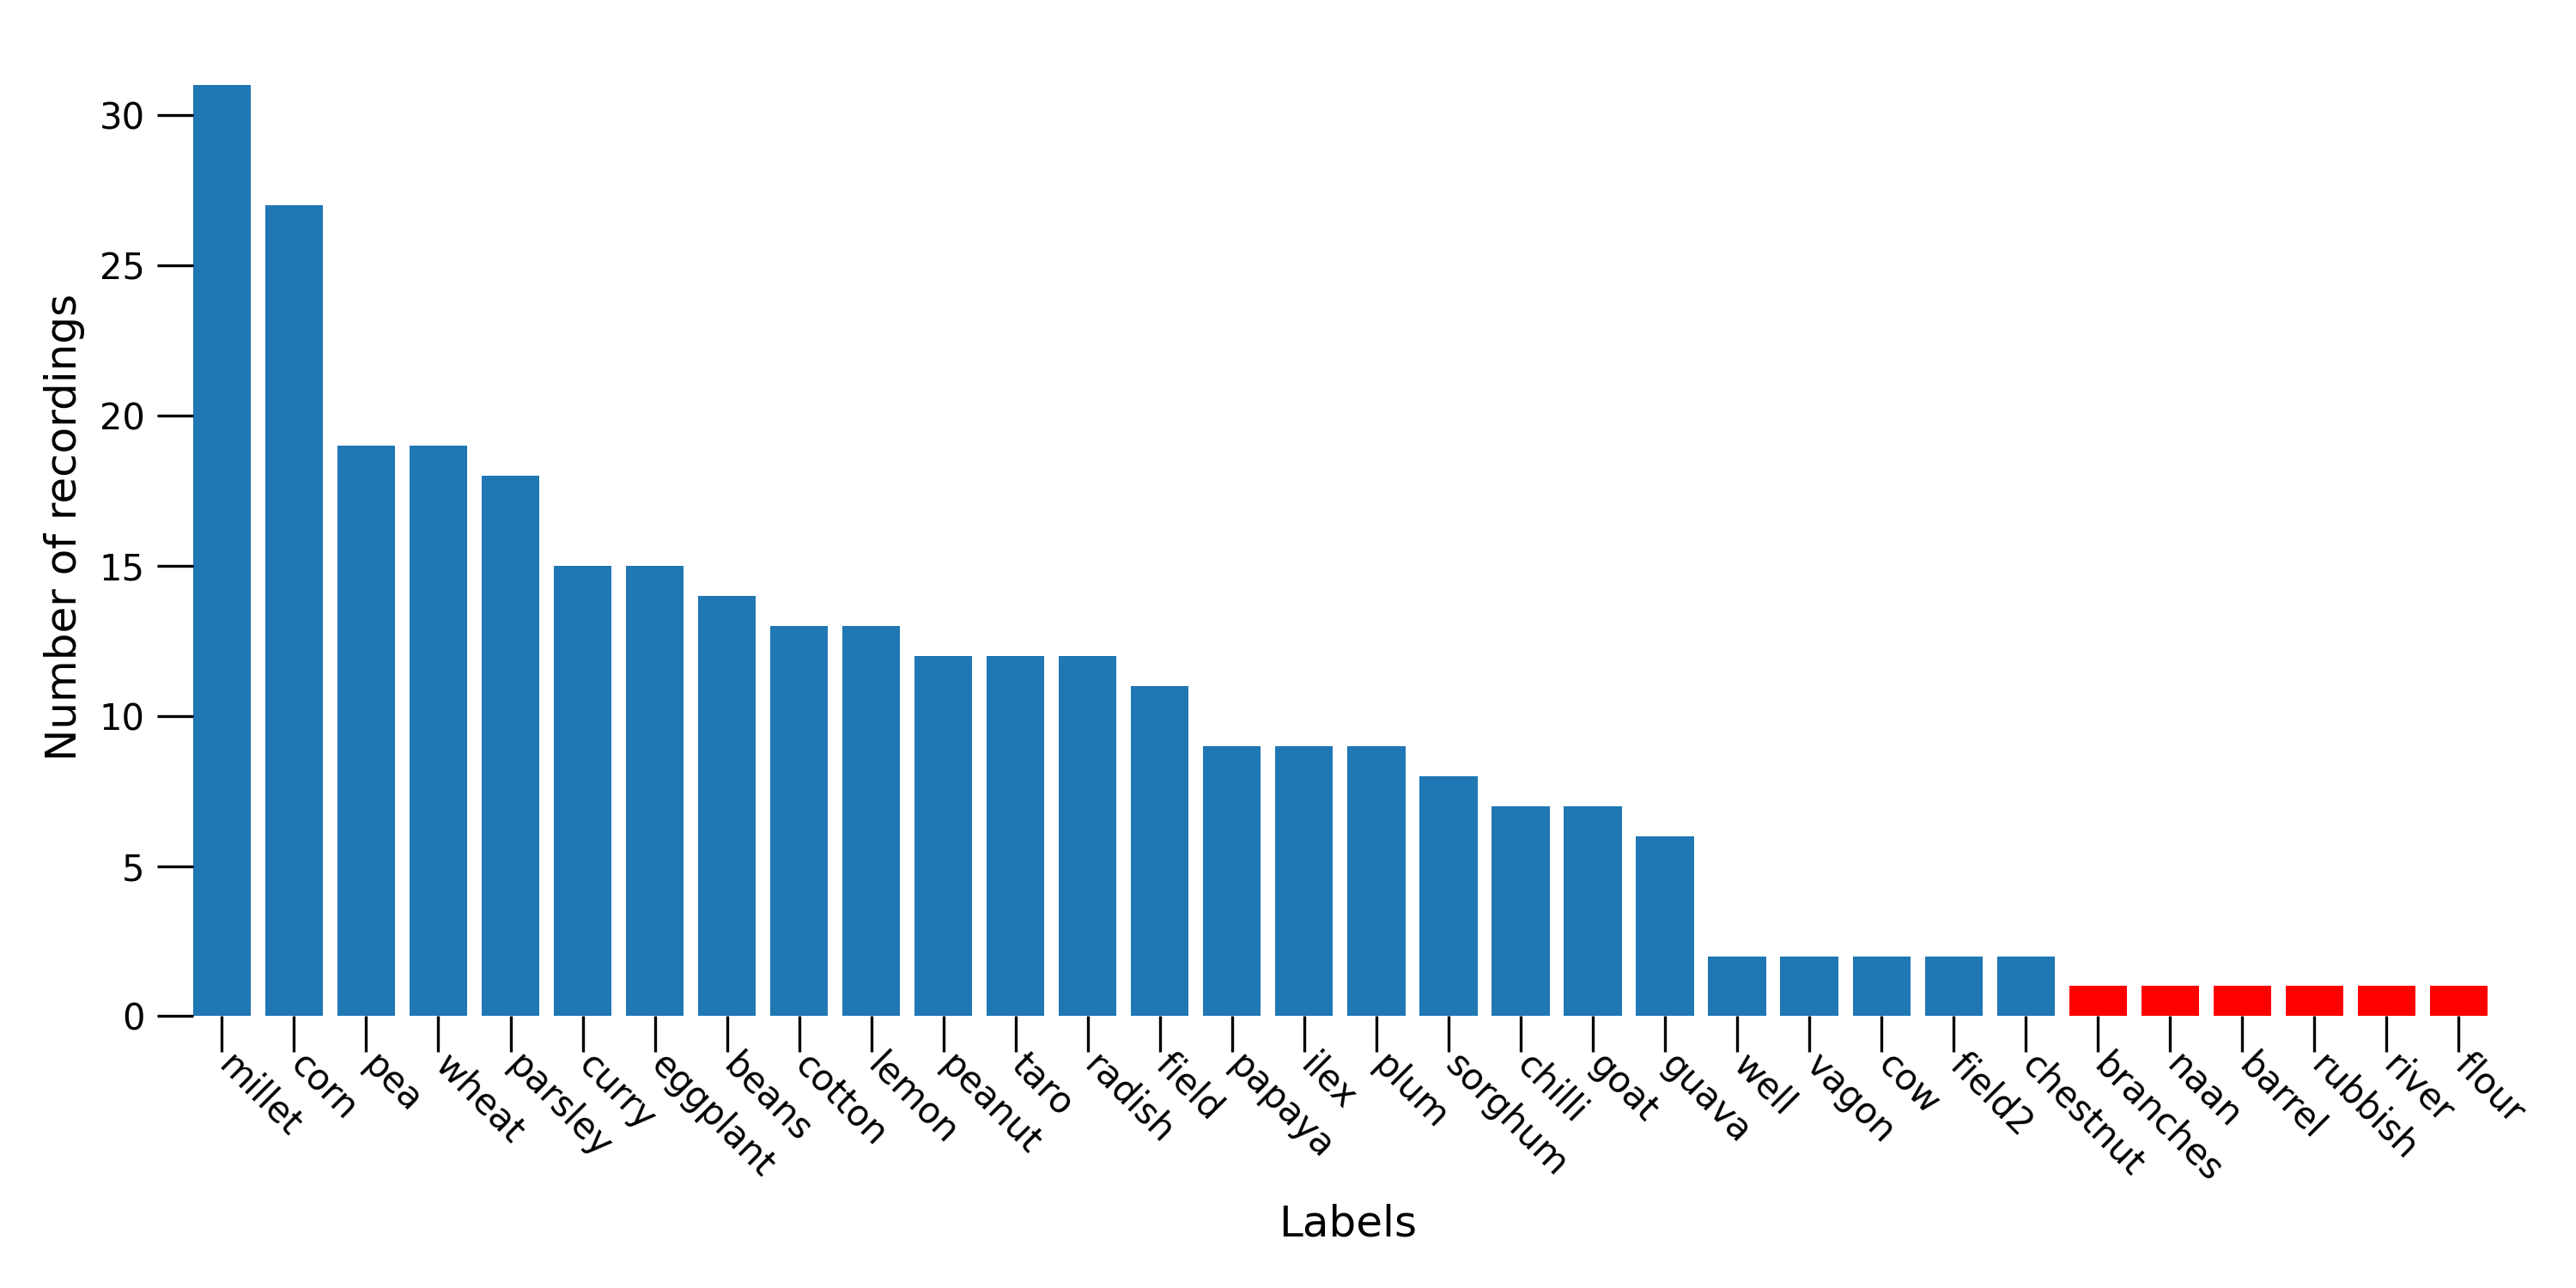 Number of recordings
30
25
20
15
10
5
0
millet
corn
pea
wheat
parsley
curry
eggplant
beans
cotton
lemon
peanut
taro
radish
field
papaya
ilex
plum
sorghum
chilli
goat
guava
well
vagon
cow
field2
chestnut
branches
naan
barrel
rubbish
river
flour
Labels